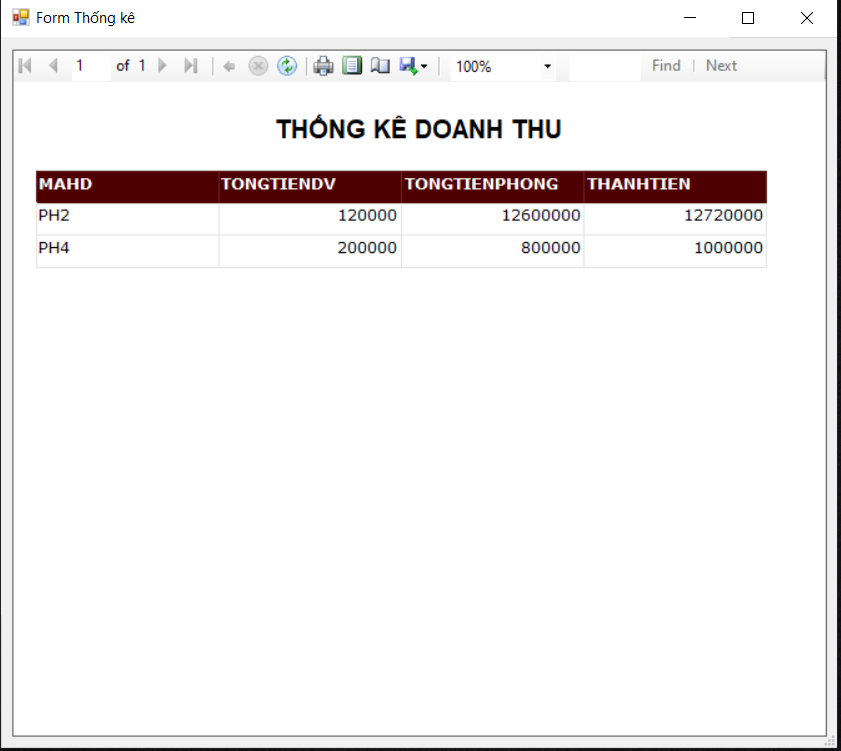 Form Thống kê
1 of 1 100% Find Next
THỐNG KÊ DOANH THU
MAHD TONGTIENDV TONGTIENPHONG THANHTIEN
PH2 120000 12600000 12720000
PH4 200000 800000 1000000